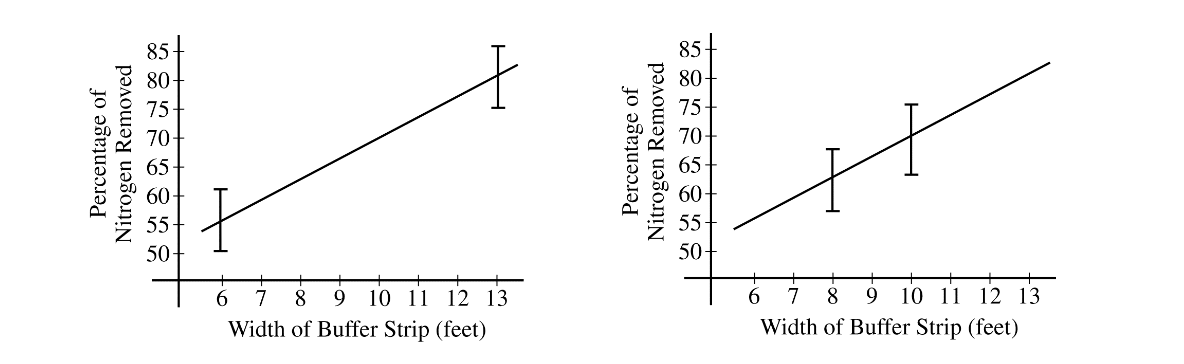 Percentage of
Nitrogen Removed
85
80
75
70
65
60
55
50
6 7 8 9 10 11 12 13
Width of Buffer Strip (feet)
Percentage of
Nitrogen Removed
85
80
75
70
65
60
55
50
6 7 8 9 10 11 12 13
Width of Buffer Strip (feet)